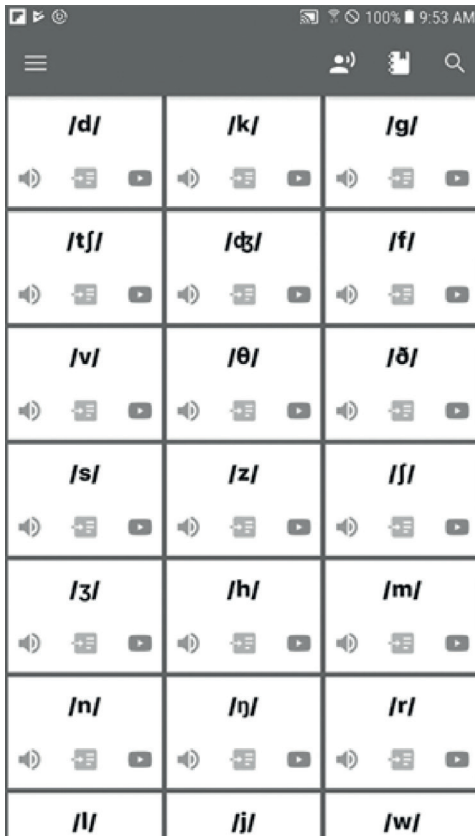 100% 9:53 AM
/d/ /k/ /g/
/tʃ/ /ʤ/ /f/
/v/ /θ/ /ð/
/s/ /z/ /ʃ/
/ʒ/ /h/ /m/
/n/ /ŋ/ /r/
/l/ /j/ /w/